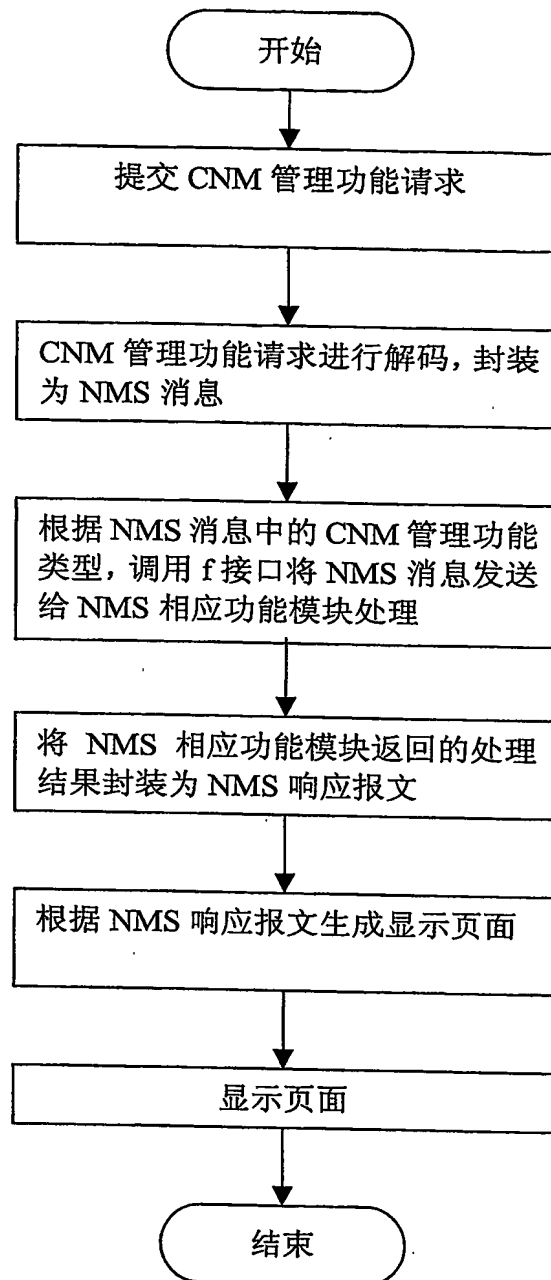 开始
提交 CNM 管理功能请求
CNM 管理功能请求进行解码，封装
为 NMS 消息
根据 NMS 消息中的 CNM 管理功能
类型，调用 f 接口将 NMS 消息发送
给 NMS 相应功能模块处理
将 NMS 相应功能模块返回的处理
结果封装为 NMS 响应报文
根据 NMS 响应报文生成显示页面
显示页面
结束